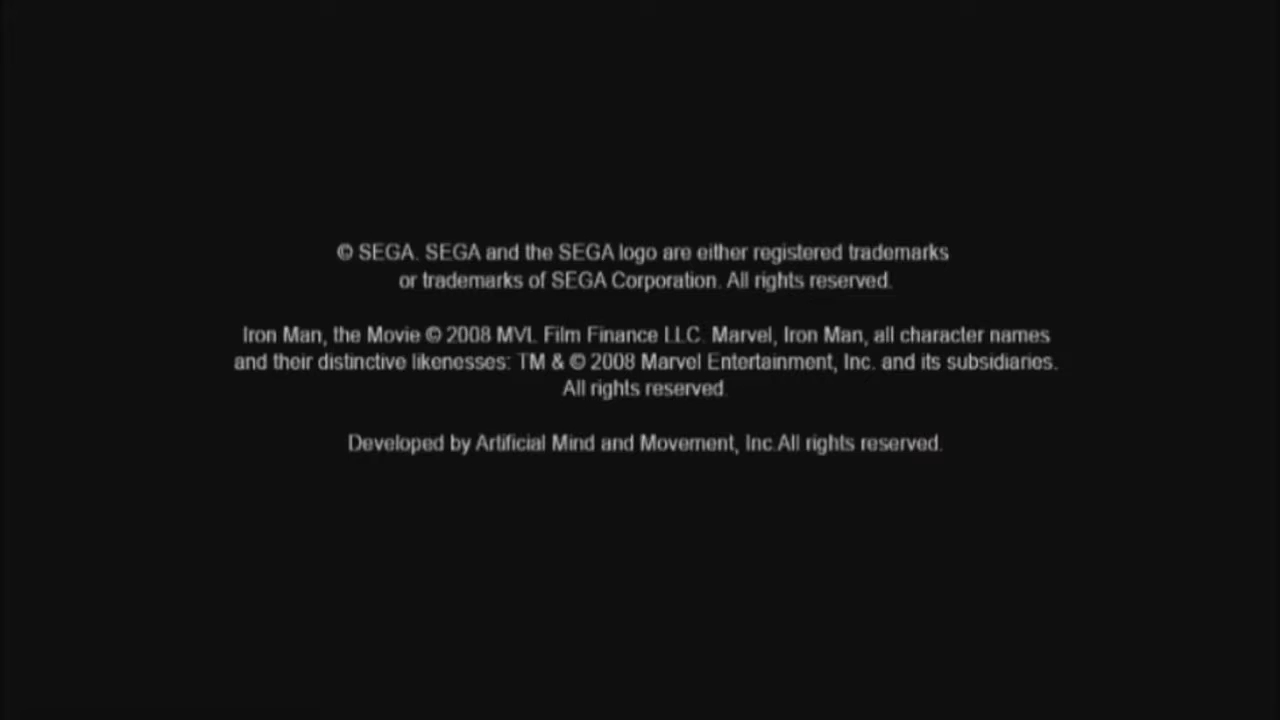 © SEGA. SEGA and the SEGA logo are either registered trademarks
or trademarks of SEGA Corporation. All rights reserved.
Iron Man, the Movie © 2008 MVL Film Finance LLC. Marvel, Iron Man, all character names
and their distinctive likenesses: TM & © 2008 Marvel Entertainment, Inc. and its subsidiaries.
All rights reserved.
Developed by Artificial Mind and Movement, Inc.All rights reserved.